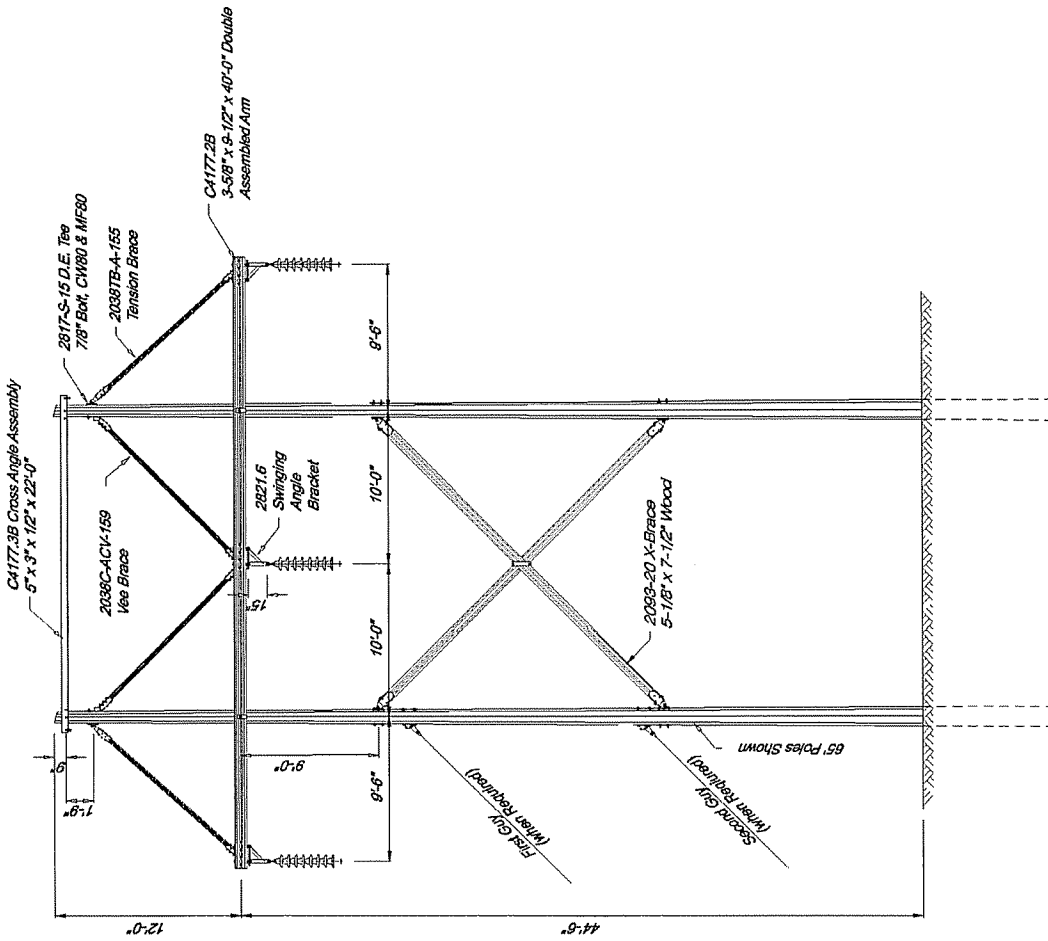 C4177.3B Cross Angle Assembly
5" x 3" x 1/2" x 22'-0"
2817-S-15 D.E. Tee
7/8" Bolt, CW80 & MF80
2038TB-A-155
Tension Brace
C4177.2B
3-5/8" x 9-1/2" x 40'-0" Double
Assembled Arm
2038C-ACV-159
Vee Brace
2821.6
Swinging
Angle
Bracket
9"
1'-9"
12'-0"
15"
9'-6"
10'-0"
10'-0"
9'-6"
9'-0"
2093-20 X-Brace
5-1/8" x 7-1/2" Wood
First Guy
(when Required)
Second Guy
(when Required)
65' Poles Shown
44'-6"